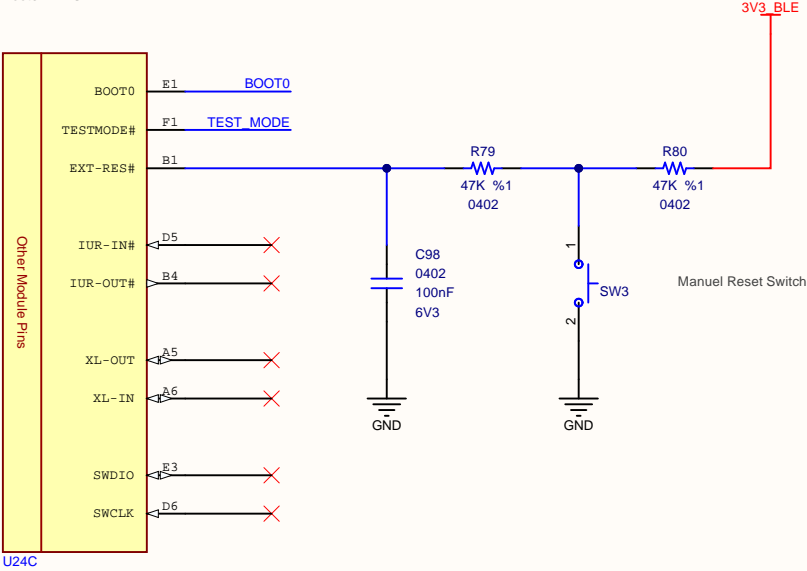 3V3_BLE
BOOT0 E1 BOOT0
TESTMODE# F1 TEST_MODE
EXT-RES# B1
R79
47K %1
0402
R80
47K %1
0402
IUR-IN# D5
IUR-OUT# B4
C98
0402
100nF
6V3
1
SW3
2
Manuel Reset Switch
Other Module Pins
XL-OUT A5
XL-IN A6
GND
GND
SWDIO E3
SWCLK D6
U24C